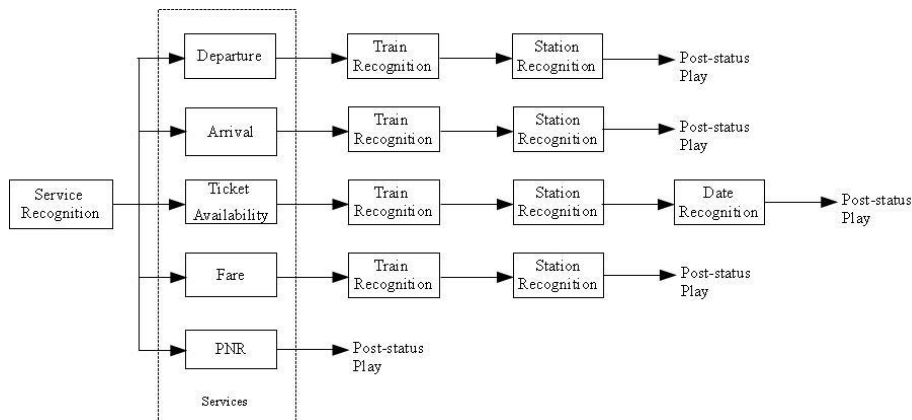 Departure
Train
Recognition
Station
Recognition
Post-status
Play
Arrival
Train
Recognition
Station
Recognition
Post-status
Play
Service
Recognition
Ticket
Availability
Train
Recognition
Station
Recognition
Date
Recognition
Post-status
Play
Fare
Train
Recognition
Station
Recognition
Post-status
Play
PNR
Post-status
Play
Services